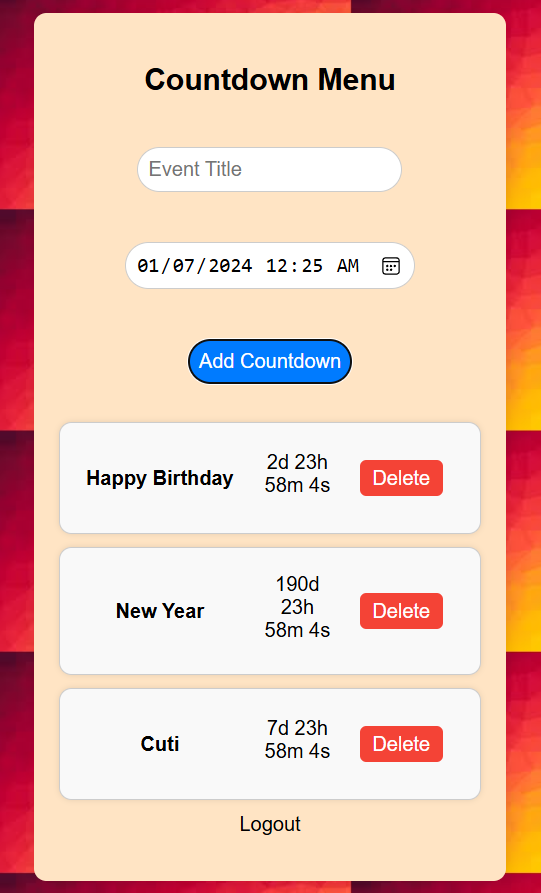 Countdown Menu
Event Title
01/07/2024 12:25 AM
Add Countdown
Happy Birthday
2d 23h
58m 4s
Delete
New Year
190d
23h
58m 4s
Delete
Cuti
7d 23h
58m 4s
Delete
Logout